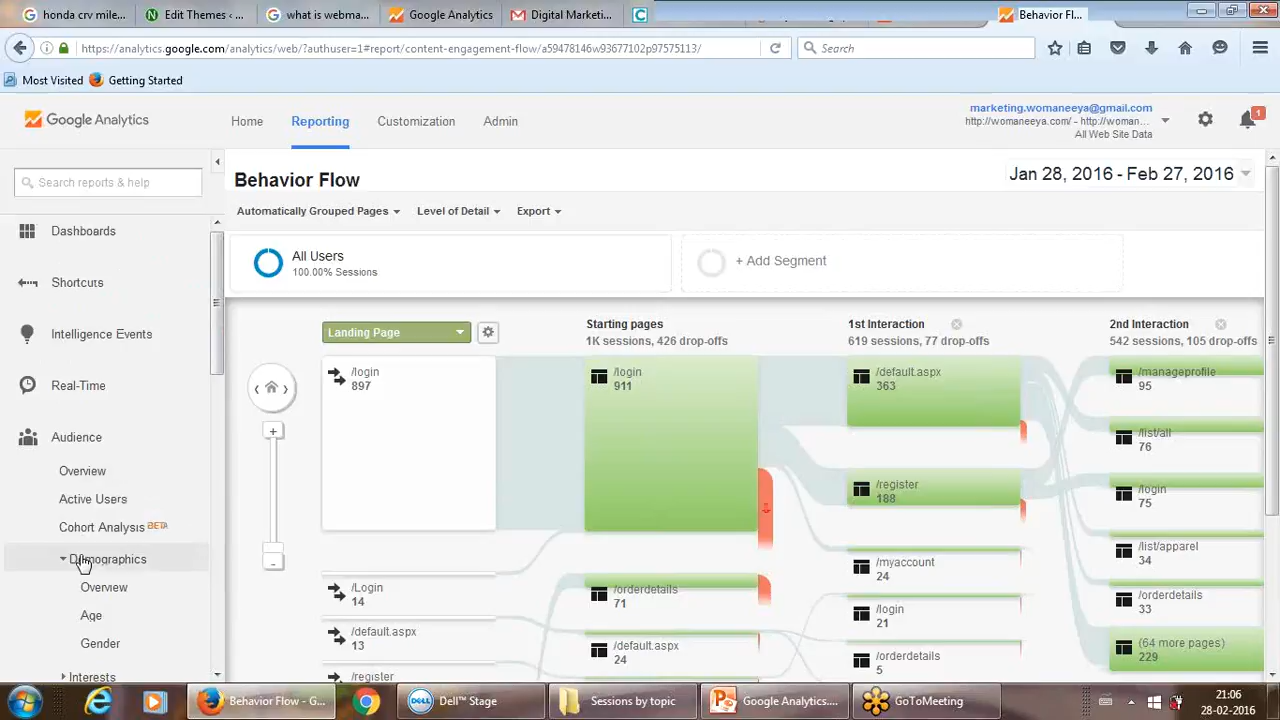 honda crv mile...
Edit Themes ‹ ...
what is webma...
Google Analytics
Digital Marketi...
Behavior Fl...
https://analytics.google.com/analytics/web/?authuser=1#report/content-engagement-flow/a59478146w93677102p97575113/
Search
Most Visited
Getting Started
Google Analytics
Home
Reporting
Customization
Admin
marketing.womaneeya@gmail.com
http://womaneeya.com/ - http://woman...
All Web Site Data
1
Search reports & help
Behavior Flow
Jan 28, 2016 - Feb 27, 2016
Automatically Grouped Pages
Level of Detail
Export
Dashboards
Shortcuts
Intelligence Events
Real-Time
Audience
Overview
Active Users
Cohort Analysis BETA
Demographics
Overview
Age
Gender
Interests
All Users
100.00% Sessions
+ Add Segment
Landing Page
Starting pages
1K sessions, 426 drop-offs
1st Interaction
619 sessions, 77 drop-offs
2nd Interaction
542 sessions, 105 drop-offs
+
-
/login
897
/Login
14
/default.aspx
13
/register
/login
911
/orderdetails
71
/default.aspx
24
/default.aspx
363
/register
188
/myaccount
24
/login
21
/orderdetails
5
/manageprofile
95
/list/all
76
/login
75
/list/apparel
34
/orderdetails
33
(64 more pages)
229
Behavior Flow - G...
DELL
Dell™ Stage
Sessions by topic
Google Analytics....
GoToMeeting
21:06
28-02-2016